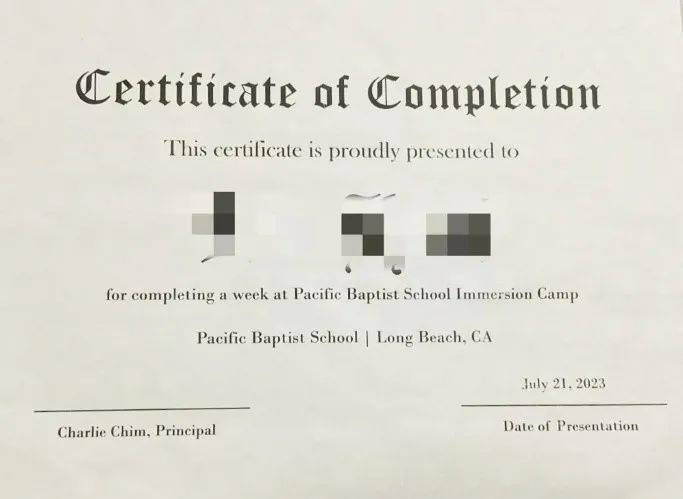 Certificate of Completion
This certificate is proudly presented to
for completing a week at Pacific Baptist School Immersion Camp
Pacific Baptist School | Long Beach, CA
July 21, 2023
Charlie Chim, Principal
Date of Presentation